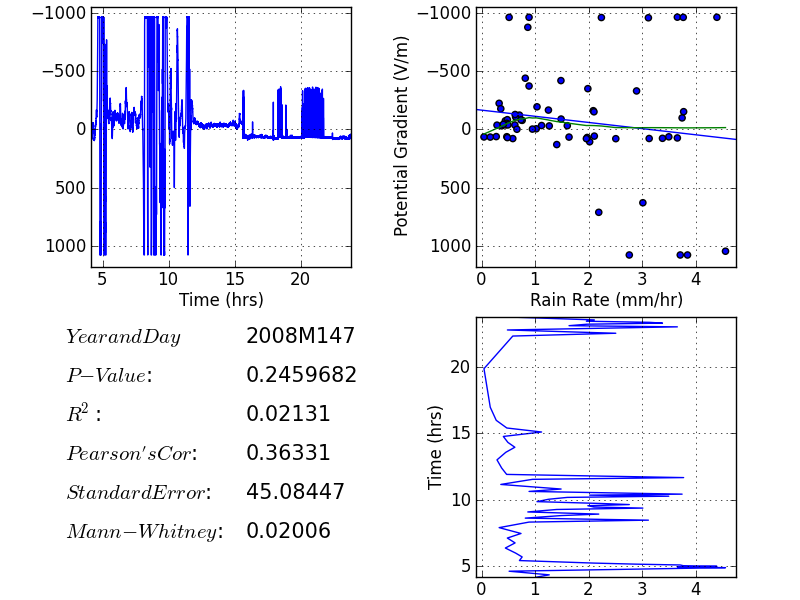 −1000
−500
0
500
1000
5
10
15
20
Time (hrs)
Potential Gradient (V/m)
−1000
−500
0
500
1000
0
1
2
3
4
Rain Rate (mm/hr)
YearandDay 2008M147
P−Value: 0.2459682
R²: 0.02131
Pearson'sCor: 0.36331
StandardError: 45.08447
Mann−Whitney: 0.02006
Time (hrs)
20
15
10
5
0
1
2
3
4